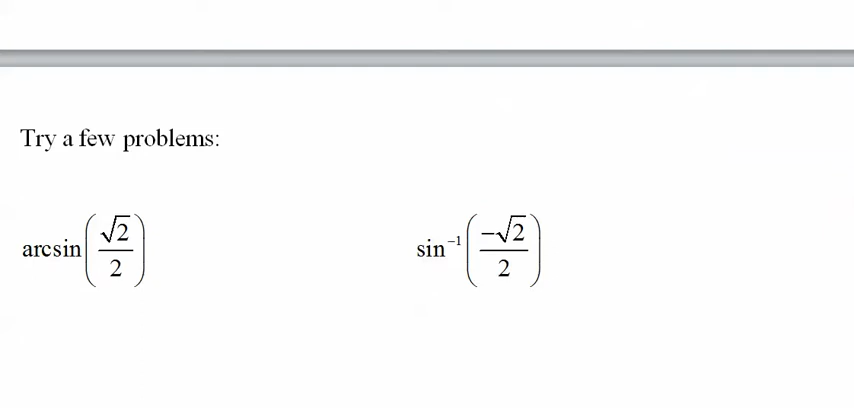 Try a few problems:
arcsin(√2/2) sin⁻¹(−√2/2)